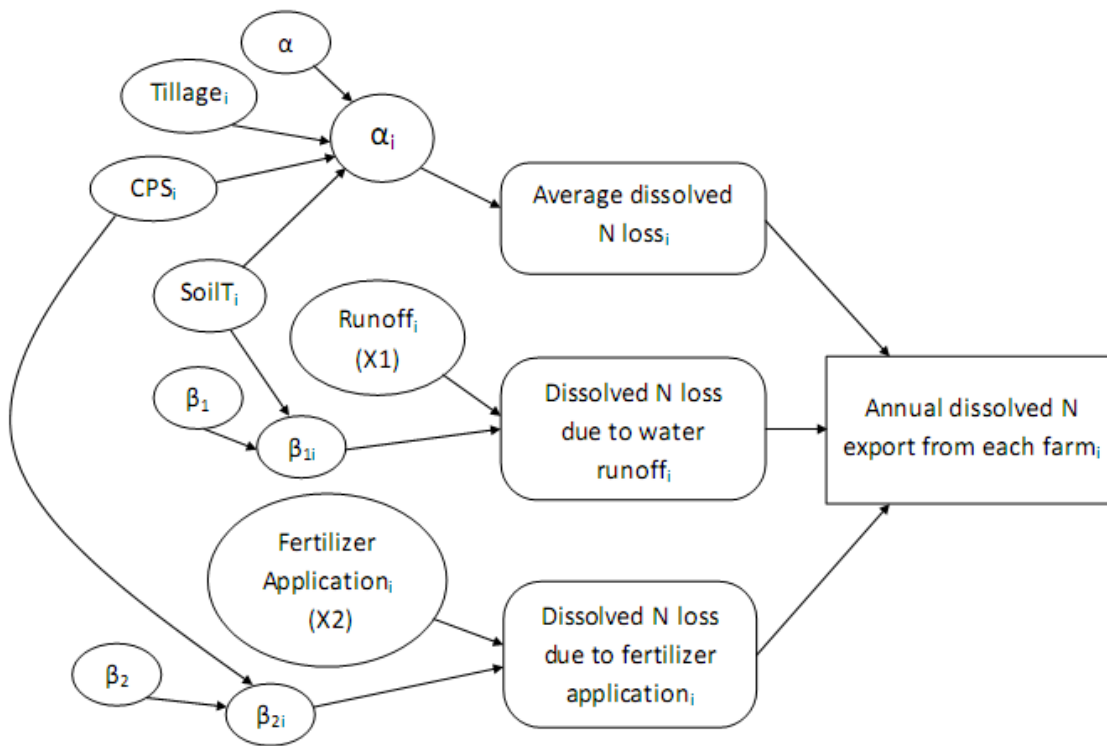 α
Tillageᵢ
αᵢ
CPSᵢ
Average dissolved
N lossᵢ
SoilTᵢ
Runoffᵢ
(X1)
β₁
β₁ᵢ
Dissolved N loss
due to water
runoffᵢ
Annual dissolved N
export from each farmᵢ
Fertilizer
Applicationᵢ
(X2)
Dissolved N loss
due to fertilizer
applicationᵢ
β₂
β₂ᵢ